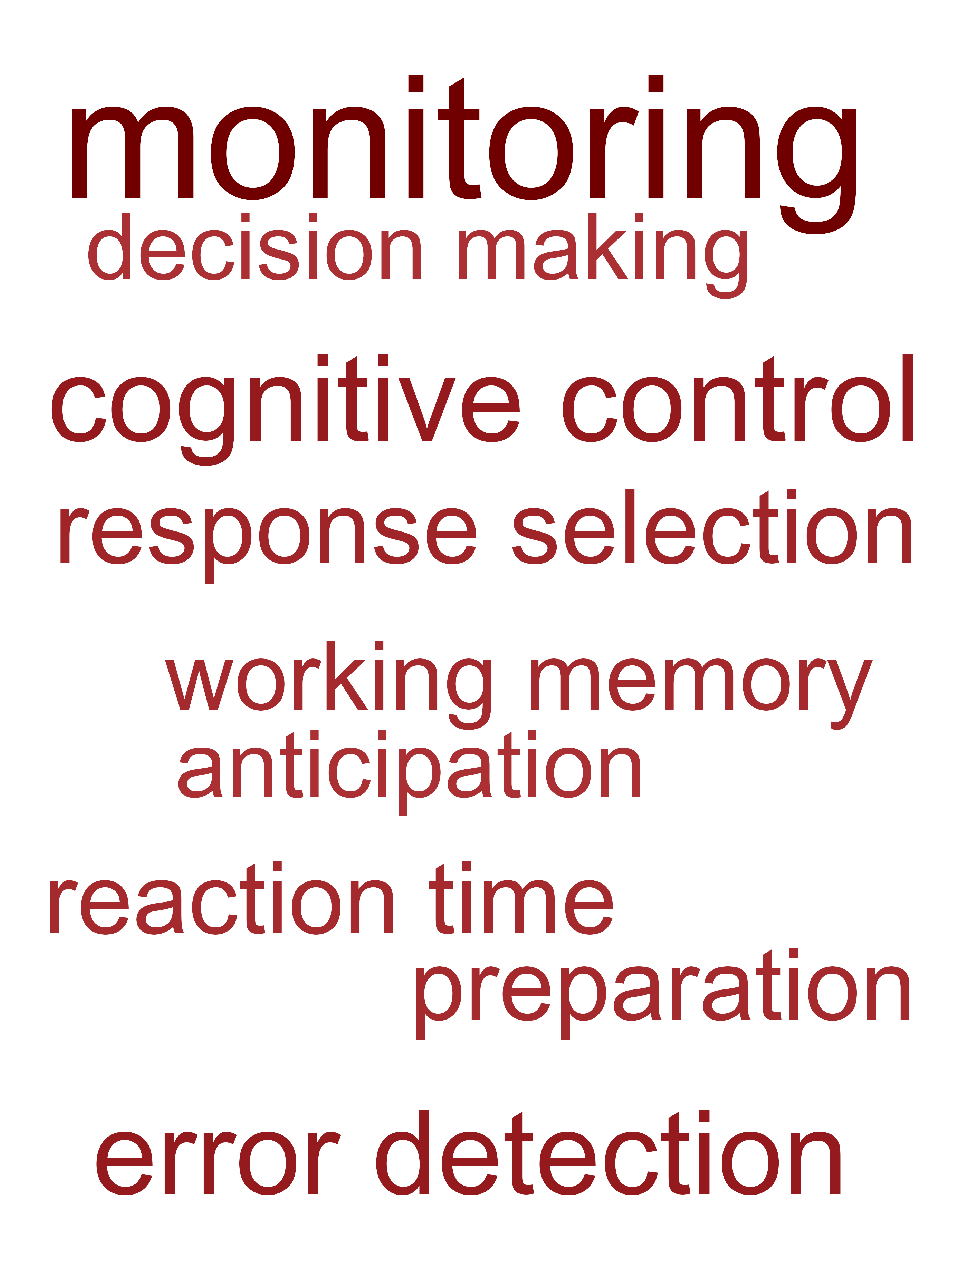 monitoring
decision making
cognitive control
response selection
working memory
anticipation
reaction time
preparation
error detection